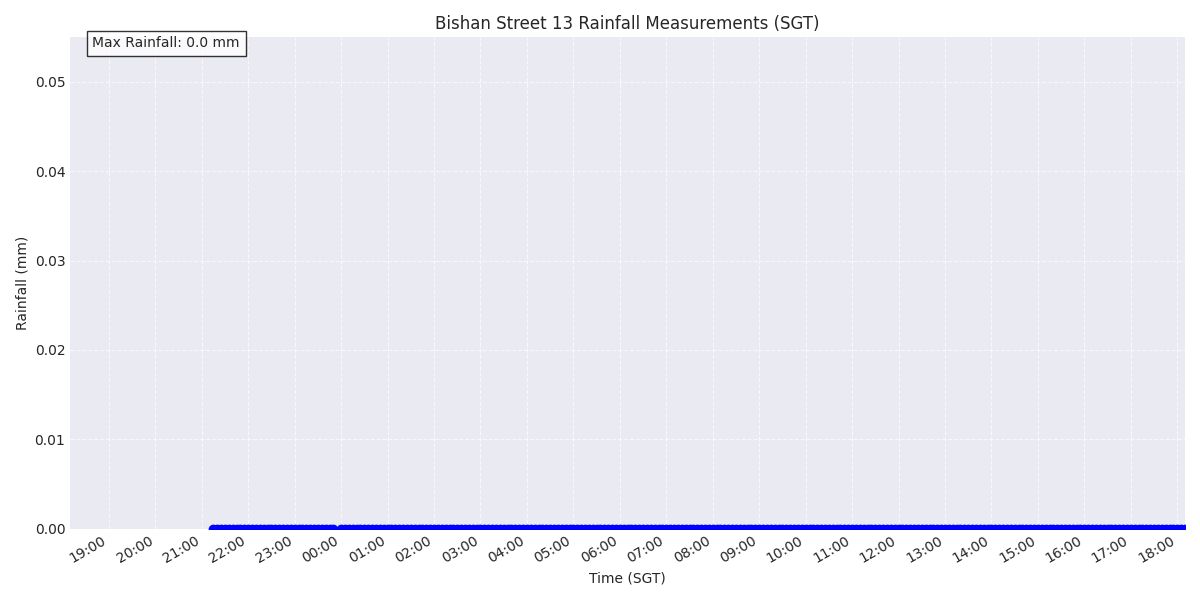 Bishan Street 13 Rainfall Measurements (SGT)
Max Rainfall: 0.0 mm
0.05
0.04
0.03
0.02
0.01
0.00
Rainfall (mm)
19:00 20:00 21:00 22:00 23:00 00:00 01:00 02:00 03:00 04:00 05:00 06:00 07:00 08:00 09:00 10:00 11:00 12:00 13:00 14:00 15:00 16:00 17:00 18:00
Time (SGT)